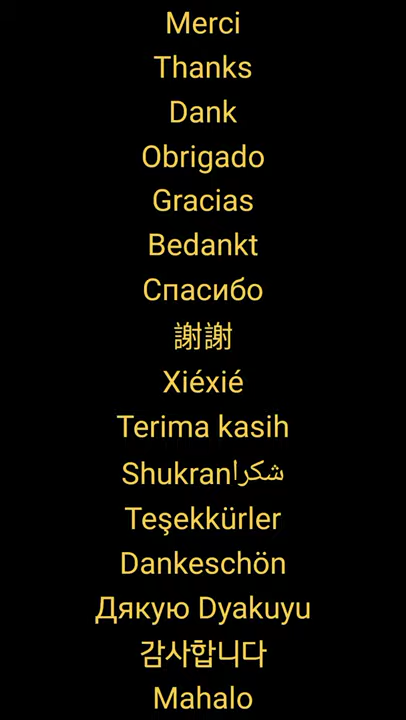 Merci
Thanks
Dank
Obrigado
Gracias
Bedankt
Спасибо
謝謝
Xiéxié
Terima kasih
Shukranشكرا
Teşekkürler
Dankeschön
Дякую Dyakuyu
감사합니다
Mahalo